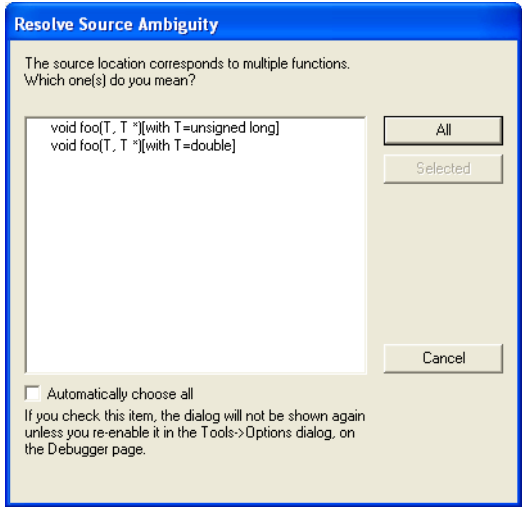 Resolve Source Ambiguity
The source location corresponds to multiple functions.
Which one(s) do you mean?
void foo(T, T *)[with T=unsigned long]
void foo(T, T *)[with T=double]
All
Selected
Cancel
Automatically choose all
If you check this item, the dialog will not be shown again
unless you re-enable it in the Tools->Options dialog, on
the Debugger page.